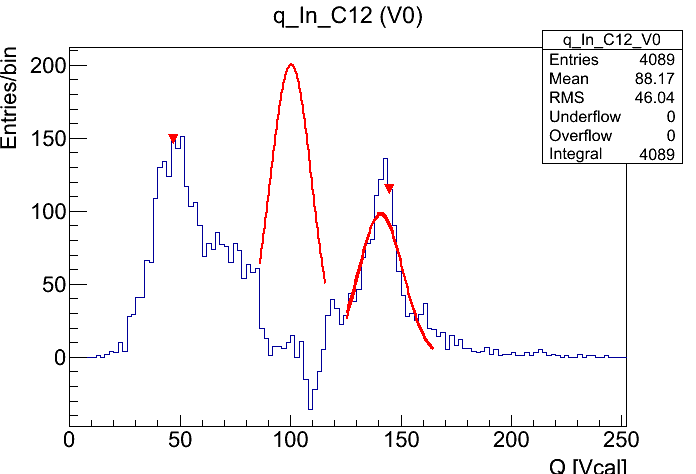 q_In_C12 (V0)
q_In_C12_V0
Entries 4089
Mean 88.17
RMS 46.04
Underflow 0
Overflow 0
Integral 4089
Entries/bin
200
150
100
50
0
0 50 100 150 200 250
Q [Vcal]